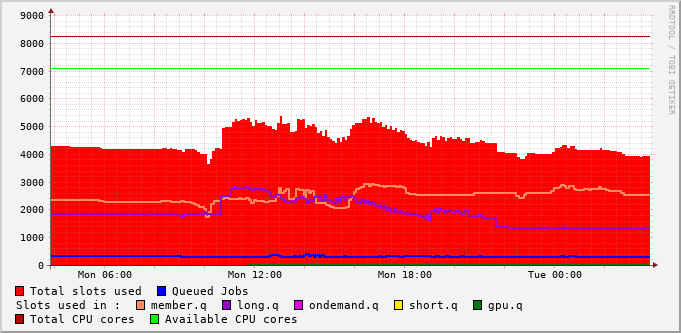 9000
8000
7000
6000
5000
4000
3000
2000
1000
0
Mon 06:00 Mon 12:00 Mon 18:00 Tue 00:00
Total slots used Queued Jobs
Slots used in : member.q long.q ondemand.q short.q gpu.q
Total CPU cores Available CPU cores
RRDTOOL / TOBI OETIKER